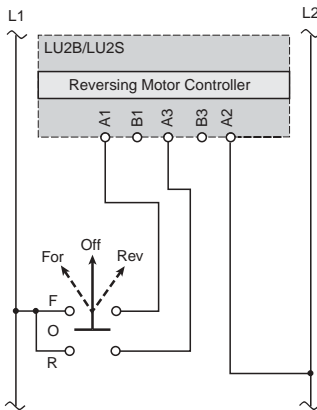 L1
L2
LU2B/LU2S
Reversing Motor Controller
A1 B1 A3 B3 A2
Off
For
Rev
F
O
R